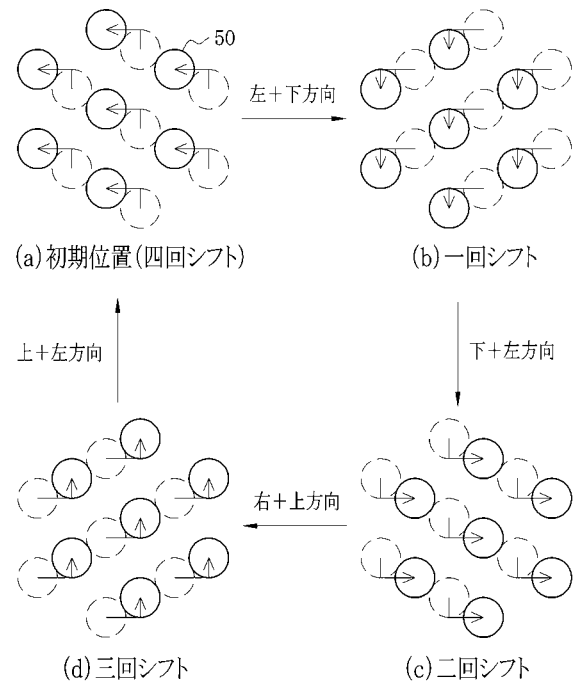 50
左+下方向
(a)初期位置(四回シフト)
(b)一回シフト
上+左方向
下+左方向
右+上方向
(d)三回シフト
(c)二回シフト